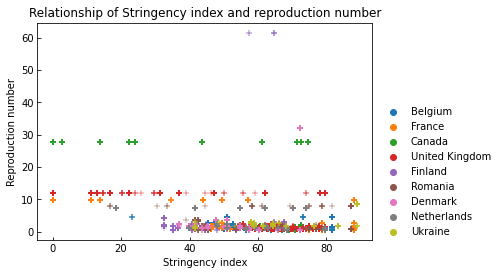 Relationship of Stringency index and reproduction number
Reproduction number
60
50
40
30
20
10
0
0 20 40 60 80
Stringency index
Belgium
France
Canada
United Kingdom
Finland
Romania
Denmark
Netherlands
Ukraine